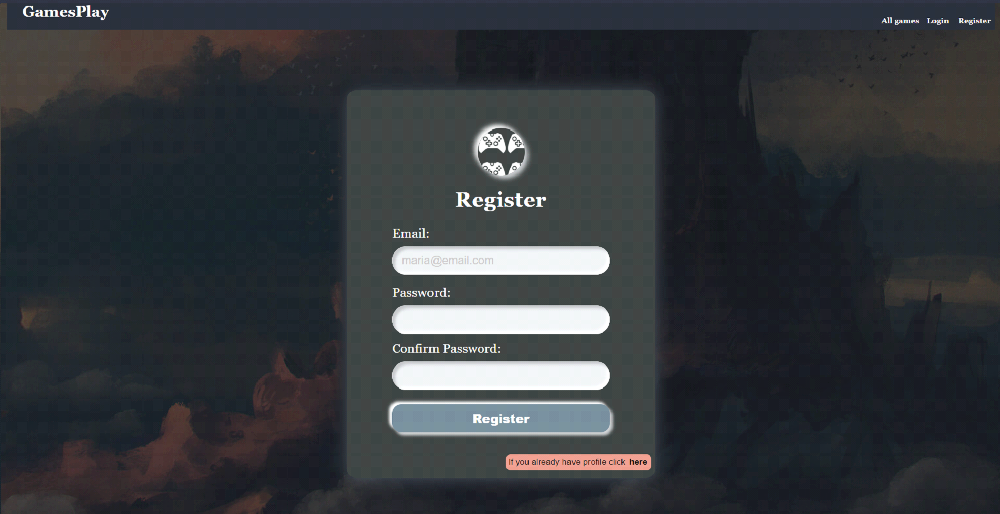 GamesPlay
All games Login Register
Register
Email:
maria@email.com
Password:
Confirm Password:
Register
If you already have profile click here